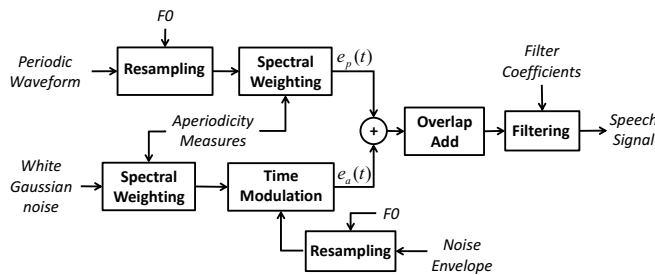 F0
Periodic
Waveform
Resampling
Spectral
Weighting
e_p(t)
Filter
Coefficients
Aperiodicity
Measures
+
Overlap
Add
Filtering
Speech
Signal
White
Gaussian
noise
Spectral
Weighting
Time
Modulation
e_a(t)
F0
Resampling
Noise
Envelope